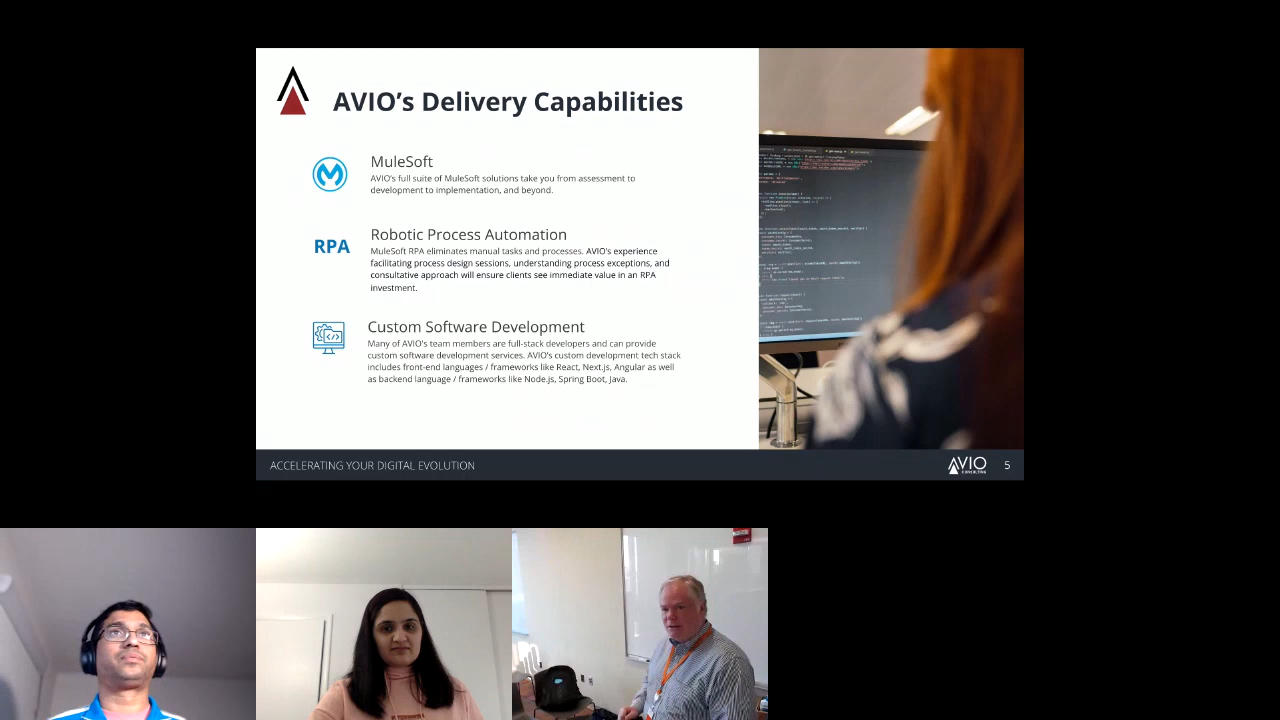 AVIO's Delivery Capabilities
MuleSoft
AVIO's full suite of MuleSoft solutions take you from assessment to
development to implementation, and beyond.
RPA
Robotic Process Automation
MuleSoft RPA eliminates manual tasks and processes. AVIO's experience
facilitating process design sessions, understanding process exceptions, and
consultative approach will ensure clients see immediate value in an RPA
investment.
Custom Software Development
Many of AVIO's team members are full-stack developers and can provide
custom software development services. AVIO's custom development tech stack
includes front-end languages / frameworks like React, Next.js, Angular as well
as backend language / frameworks like Node.js, Spring Boot, Java.
ACCELERATING YOUR DIGITAL EVOLUTION
AVIO
CONSULTING
5